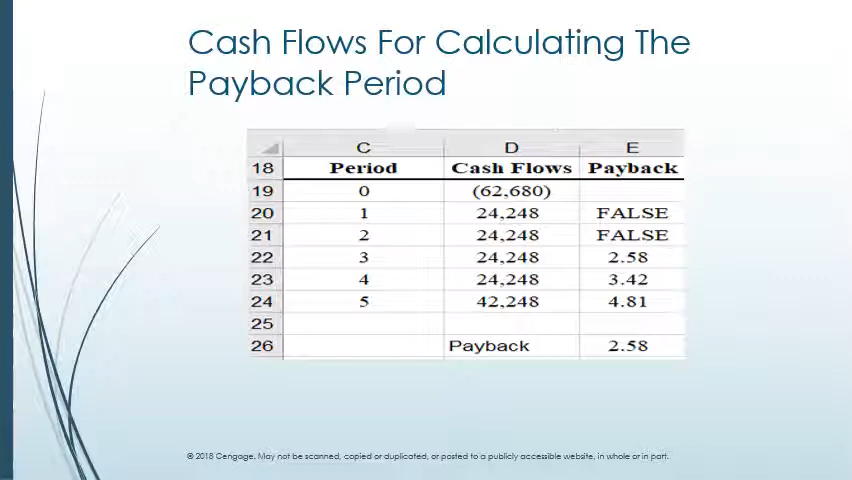 Cash Flows For Calculating The
Payback Period
C D E
18 Period Cash Flows Payback
19 0 (62,680)
20 1 24,248 FALSE
21 2 24,248 FALSE
22 3 24,248 2.58
23 4 24,248 3.42
24 5 42,248 4.81
25
26 Payback 2.58
© 2018 Cengage. May not be scanned, copied or duplicated, or posted to a publicly accessible website, in whole or in part.